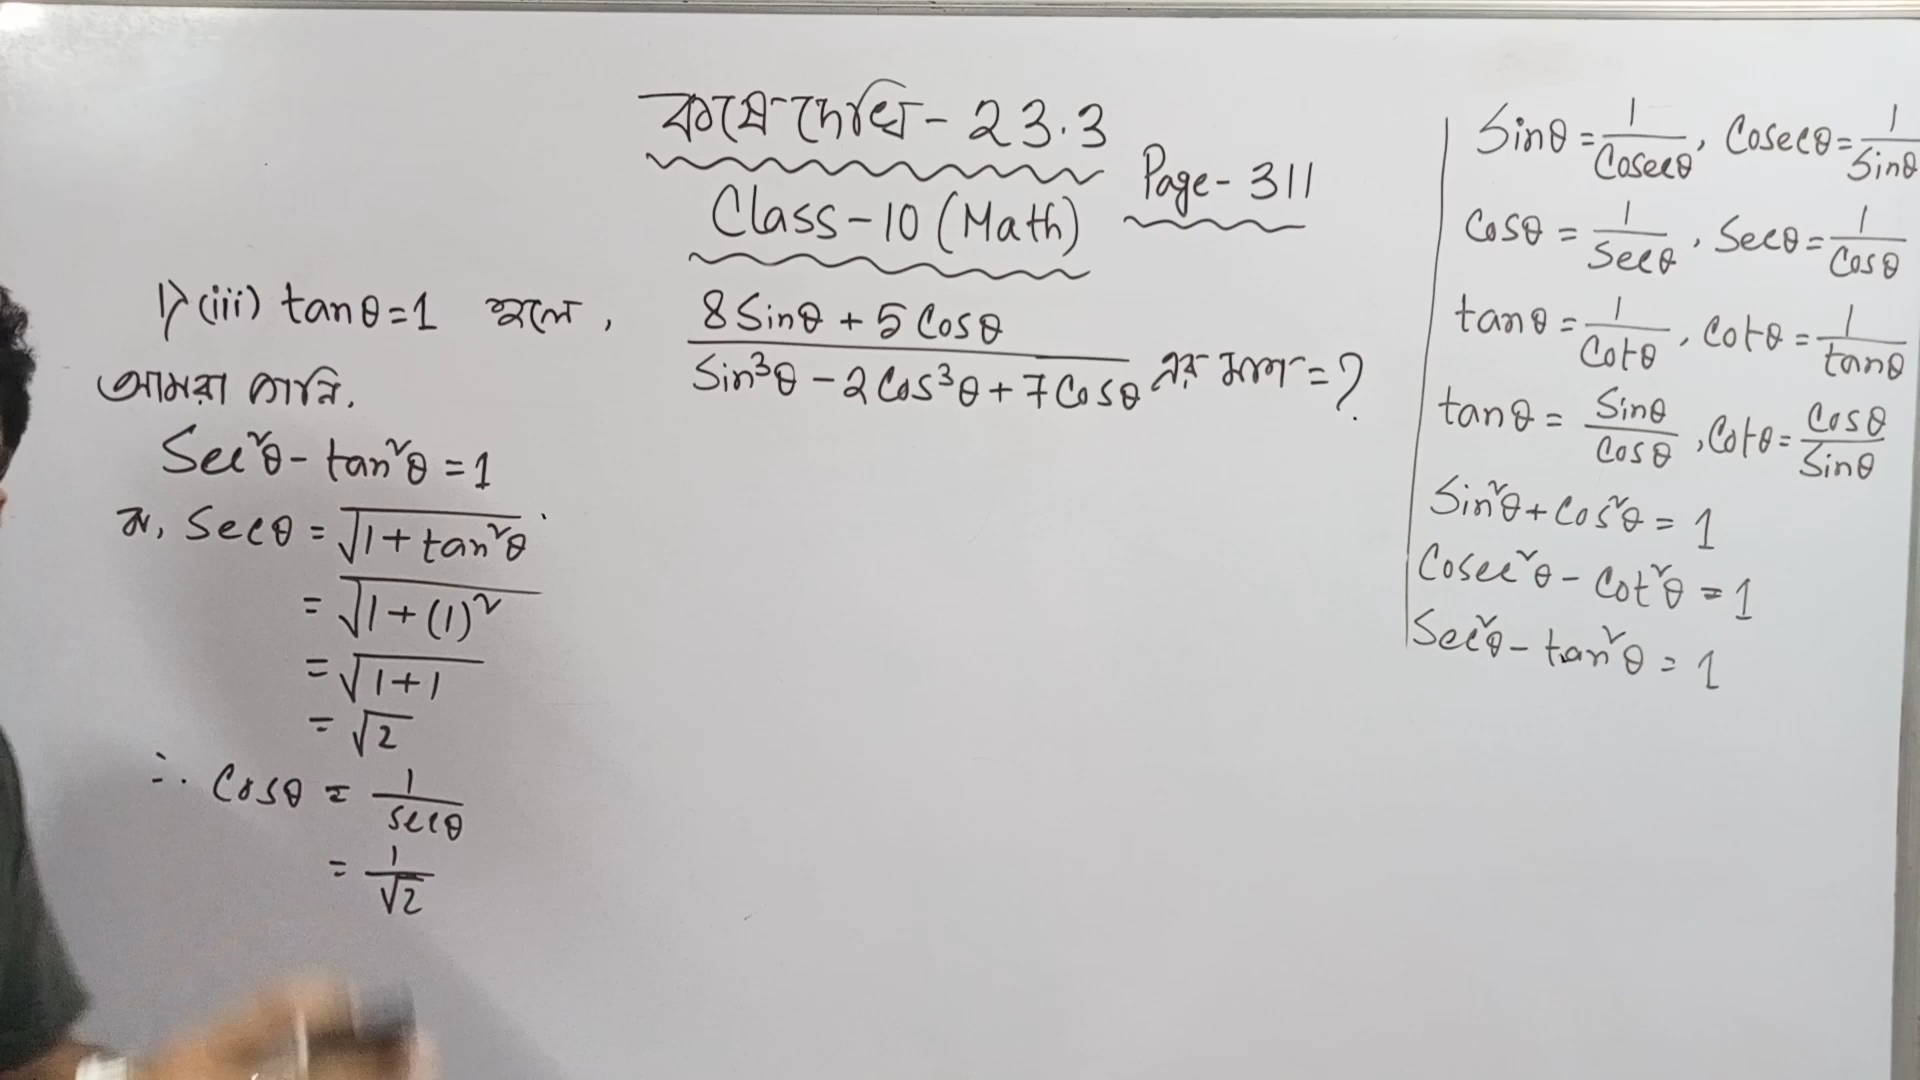 কষে দেখি - 23.3
Class - 10 (Math)
Page - 311
1) (iii) tanθ = 1 হলে, (8 Sinθ + 5 Cosθ) / (Sin³θ - 2 Cos³θ + 7 Cosθ) এর মান = ?
আমরা জানি,
Sec²θ - tan²θ = 1
বা, Secθ = √(1 + tan²θ)
= √(1 + (1)²)
= √(1+1)
= √2
∴ Cosθ = 1/secθ
= 1/√2
Sinθ = 1/Cosecθ, Cosecθ = 1/Sinθ
Cosθ = 1/Secθ, Secθ = 1/Cosθ
tanθ = 1/Cotθ, Cotθ = 1/tanθ
tanθ = Sinθ/Cosθ, Cotθ = Cosθ/Sinθ
Sin²θ + Cos²θ = 1
Cosec²θ - Cot²θ = 1
Sec²θ - tan²θ = 1